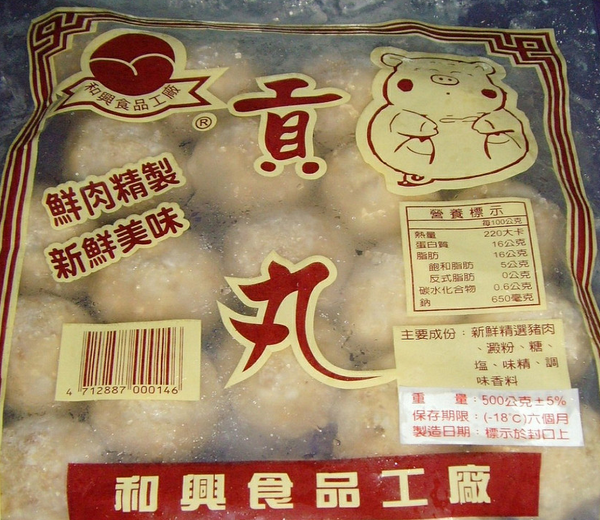 和興食品工廠
®
貢丸
鮮肉精製
新鮮美味
營養標示
每100公克
熱量 220大卡
蛋白質 16公克
脂肪 16公克
飽和脂肪 5公克
反式脂肪 0公克
碳水化合物 0.6公克
鈉 650毫克
4 712887 000146
主要成份：新鮮精選豬肉
、澱粉、糖、
塩、味精、調
味香料
重　　量：500公克±5%
保存期限：(-18℃)六個月
製造日期：標示於封口上
和興食品工廠